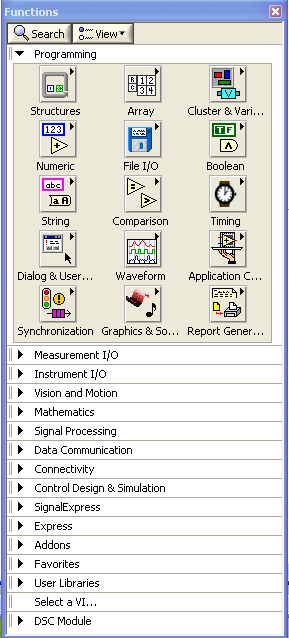 Functions
Search View
Programming
Structures Array Cluster & Vari...
123
Numeric File I/O Boolean
abc
aA
String Comparison Timing
Dialog & User... Waveform Application C...
Synchronization Graphics & So... Report Gener...
Measurement I/O
Instrument I/O
Vision and Motion
Mathematics
Signal Processing
Data Communication
Connectivity
Control Design & Simulation
SignalExpress
Express
Addons
Favorites
User Libraries
Select a VI...
DSC Module